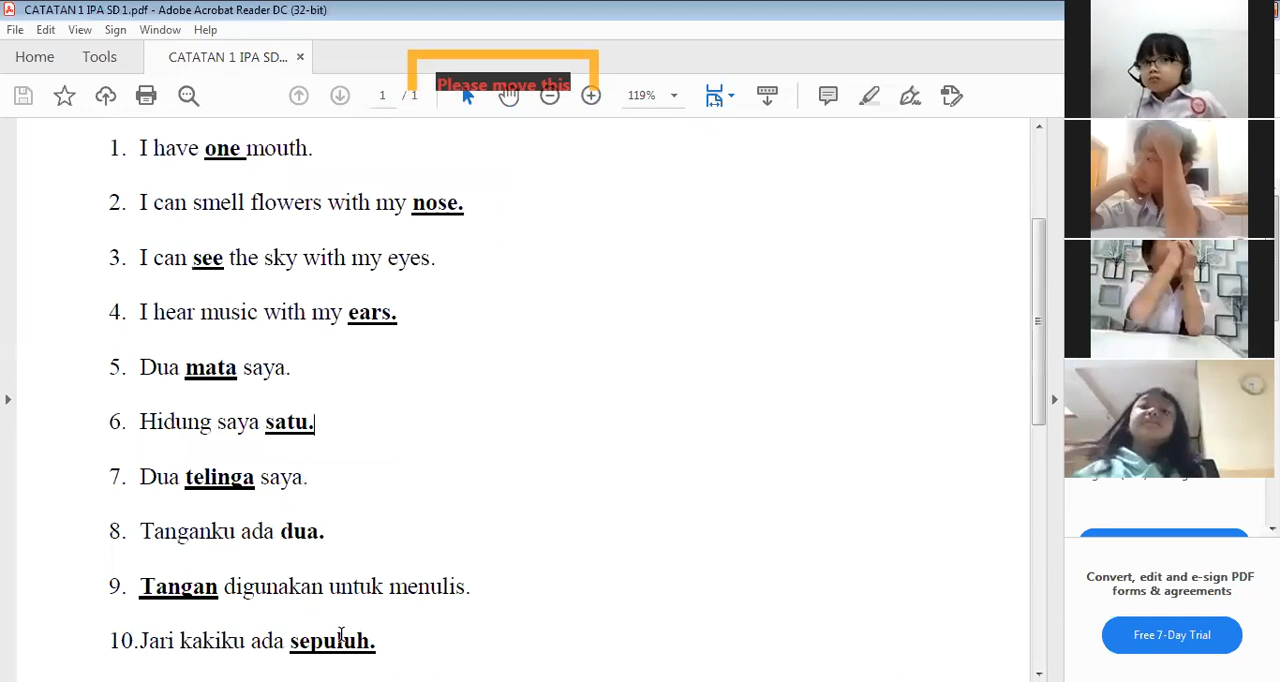 CATATAN 1 IPA SD.1.pdf - Adobe Acrobat Reader DC (32-bit)
File Edit View Sign Window Help
Home Tools CATATAN 1 IPA SD... ×
Please move this
1 / 1 119%
1. I have one mouth.
2. I can smell flowers with my nose.
3. I can see the sky with my eyes.
4. I hear music with my ears.
5. Dua mata saya.
6. Hidung saya satu.
7. Dua telinga saya.
8. Tanganku ada dua.
9. Tangan digunakan untuk menulis.
10.Jari kakiku ada sepuluh.
Convert, edit and e-sign PDF
forms & agreements
Free 7-Day Trial